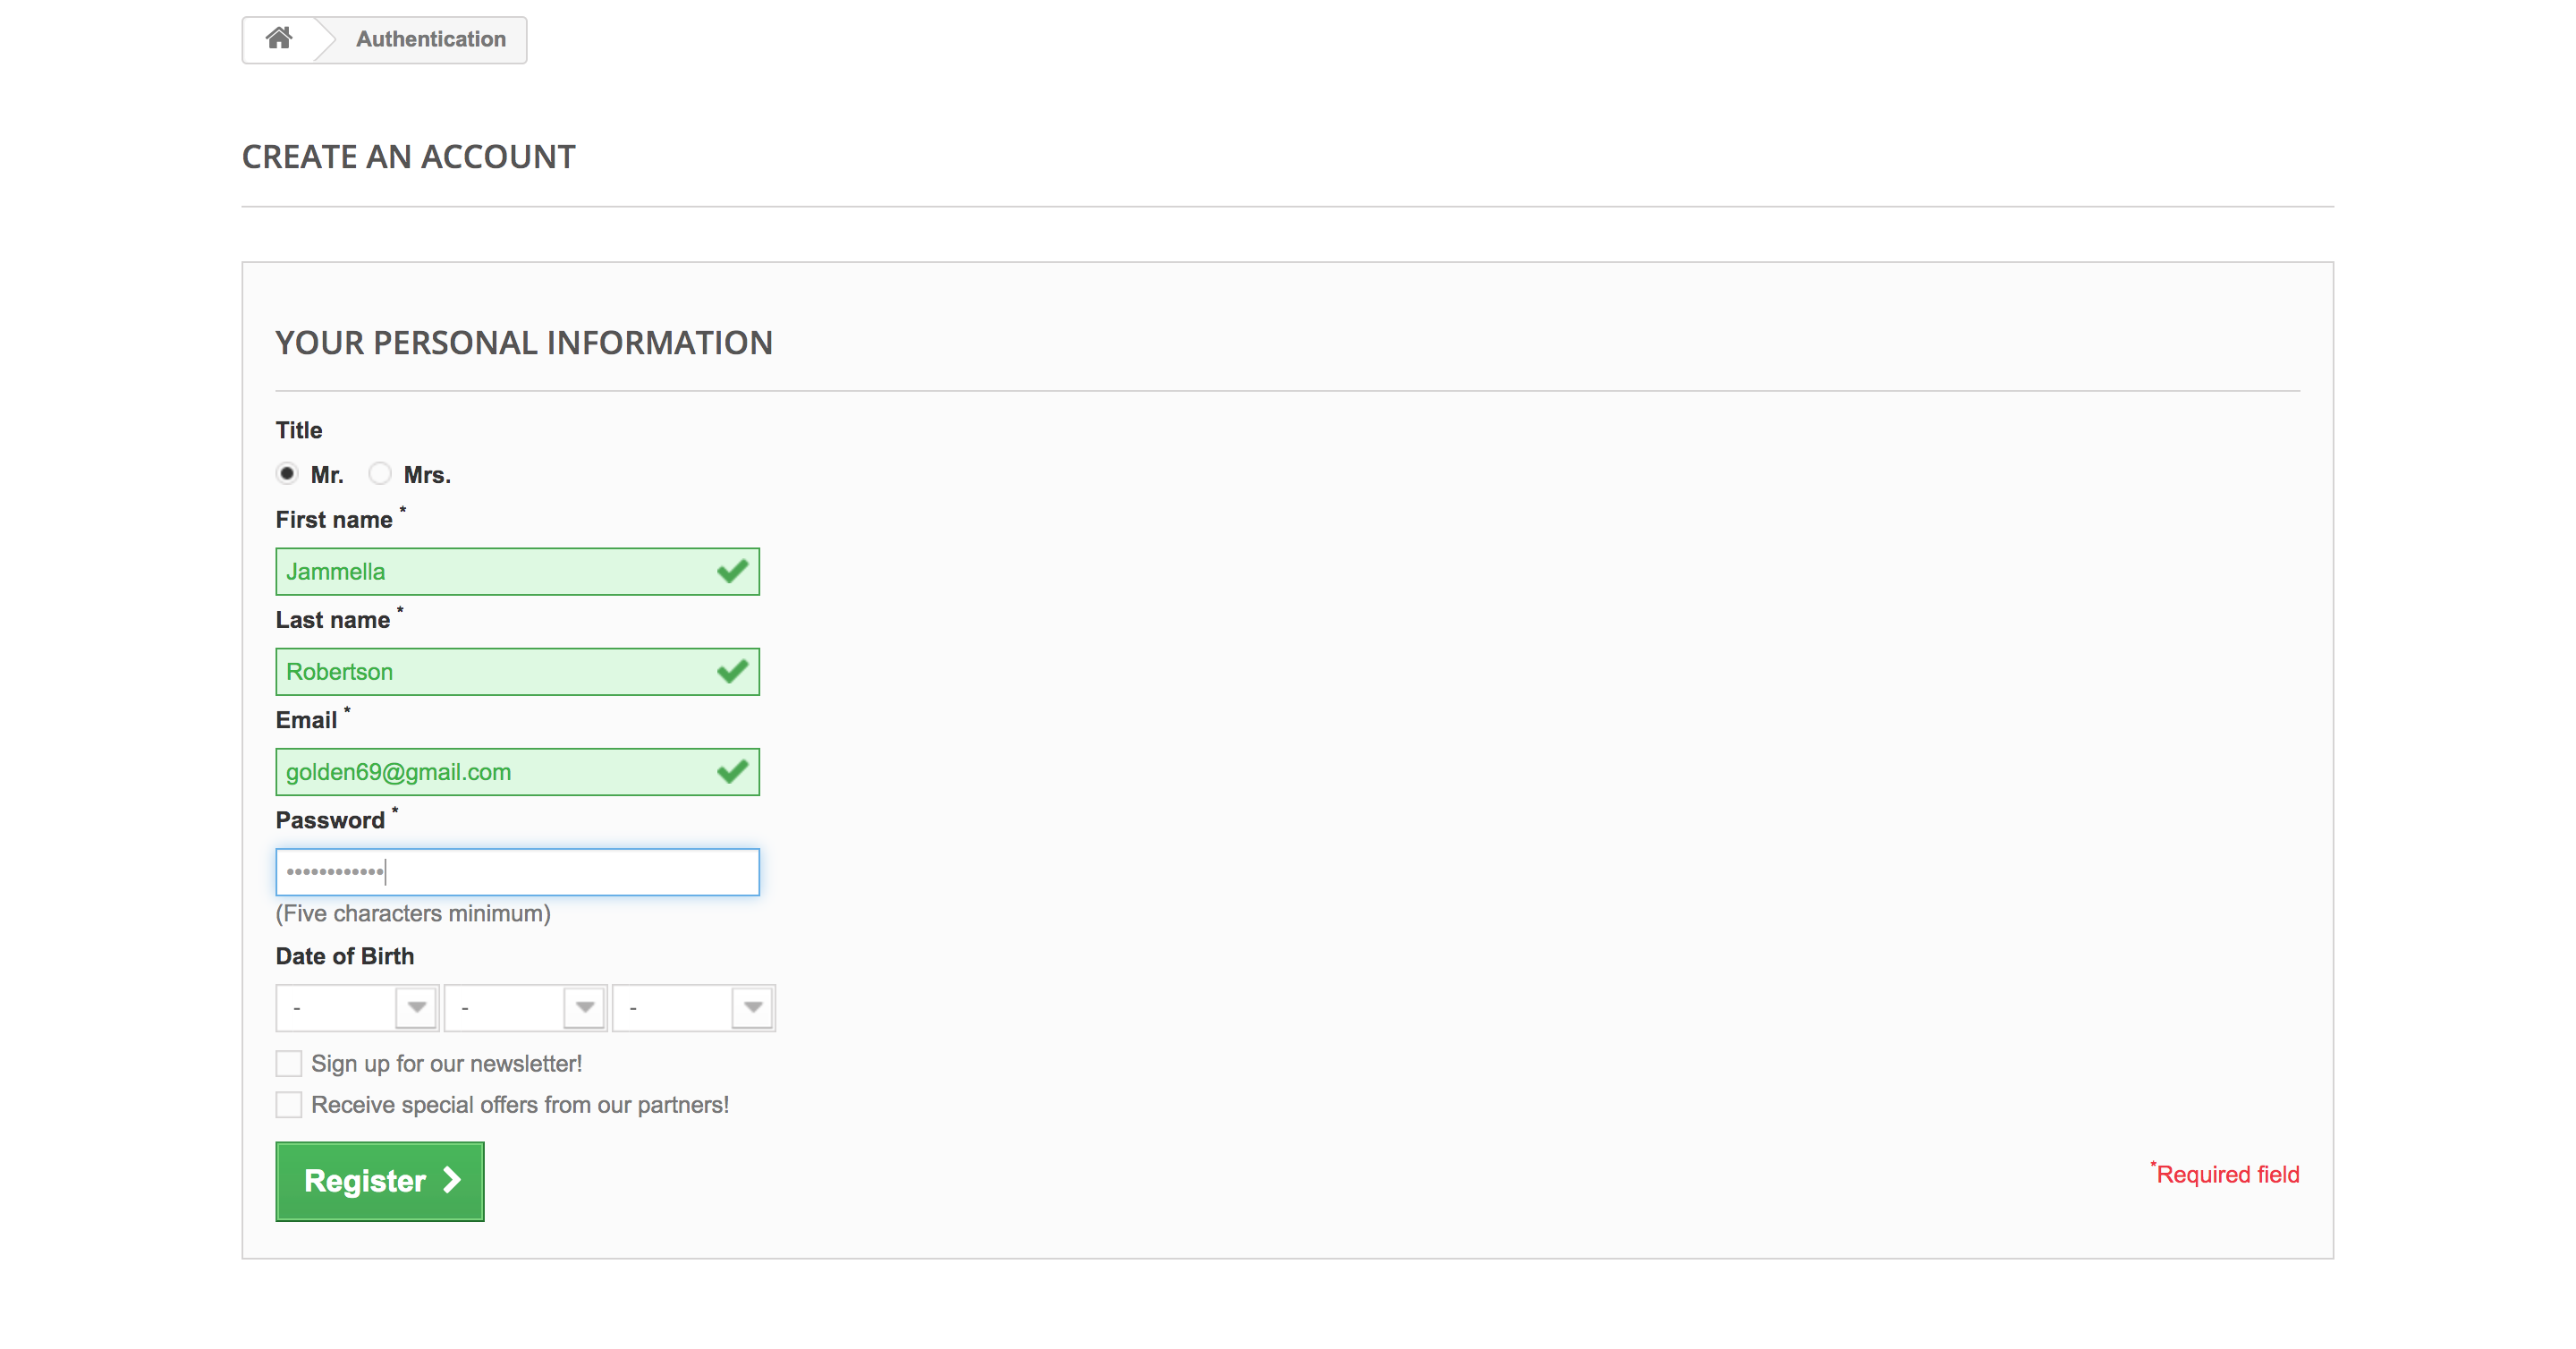 Authentication
CREATE AN ACCOUNT
YOUR PERSONAL INFORMATION
Title
Mr. Mrs.
First name *
Jammella
Last name *
Robertson
Email *
golden69@gmail.com
Password *
••••••••••••
(Five characters minimum)
Date of Birth
- - -
Sign up for our newsletter!
Receive special offers from our partners!
Register
*Required field